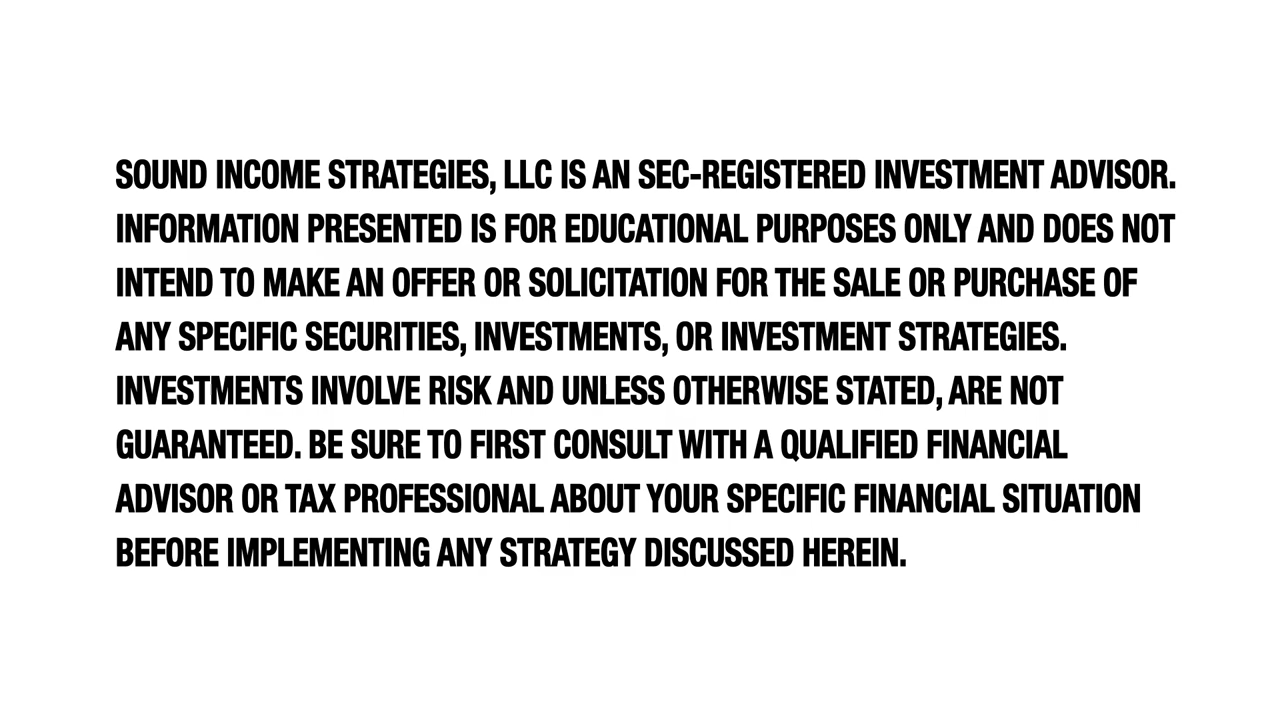 SOUND INCOME STRATEGIES, LLC IS AN SEC-REGISTERED INVESTMENT ADVISOR.
INFORMATION PRESENTED IS FOR EDUCATIONAL PURPOSES ONLY AND DOES NOT
INTEND TO MAKE AN OFFER OR SOLICITATION FOR THE SALE OR PURCHASE OF
ANY SPECIFIC SECURITIES, INVESTMENTS, OR INVESTMENT STRATEGIES.
INVESTMENTS INVOLVE RISK AND UNLESS OTHERWISE STATED, ARE NOT
GUARANTEED. BE SURE TO FIRST CONSULT WITH A QUALIFIED FINANCIAL
ADVISOR OR TAX PROFESSIONAL ABOUT YOUR SPECIFIC FINANCIAL SITUATION
BEFORE IMPLEMENTING ANY STRATEGY DISCUSSED HEREIN.